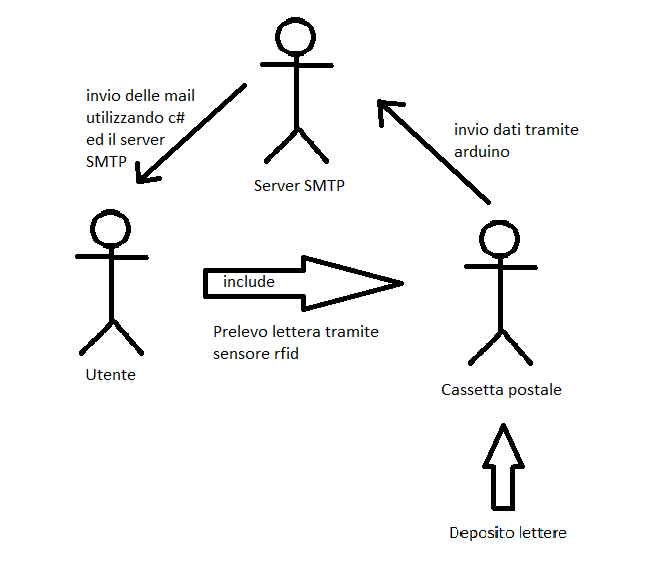 invio delle mail
utilizzando c#
ed il server
SMTP
invio dati tramite
arduino
Server SMTP
include
Prelevo lettera tramite
sensore rfid
Utente
Cassetta postale
Deposito lettere